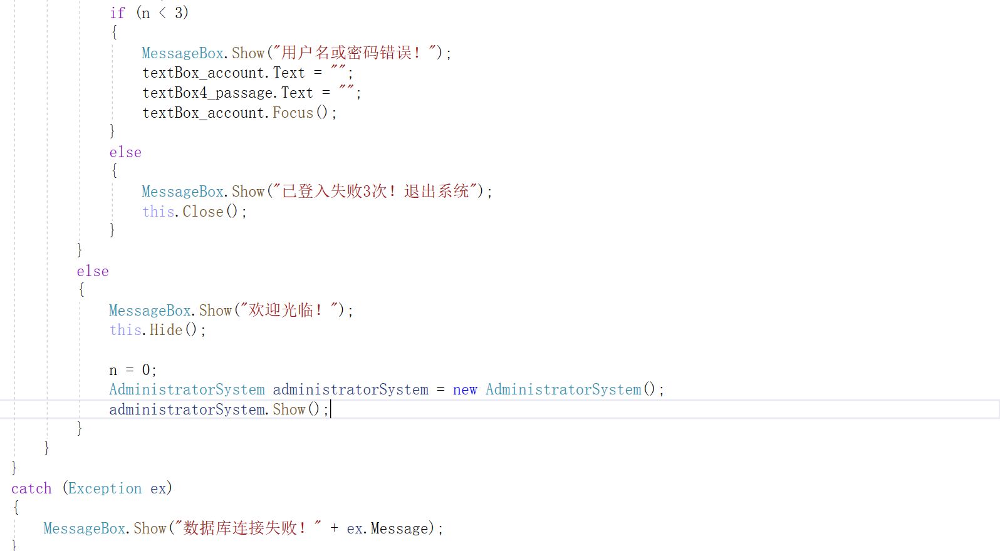 if (n < 3)
{
MessageBox.Show("用户名或密码错误！");
textBox_account.Text = "";
textBox4_passage.Text = "";
textBox_account.Focus();
}
else
{
MessageBox.Show("已登入失败3次！退出系统");
this.Close();
}
}
else
{
MessageBox.Show("欢迎光临！");
this.Hide();
n = 0;
AdministratorSystem administratorSystem = new AdministratorSystem();
administratorSystem.Show();
}
}
}
catch (Exception ex)
{
MessageBox.Show("数据库连接失败！" + ex.Message);
}